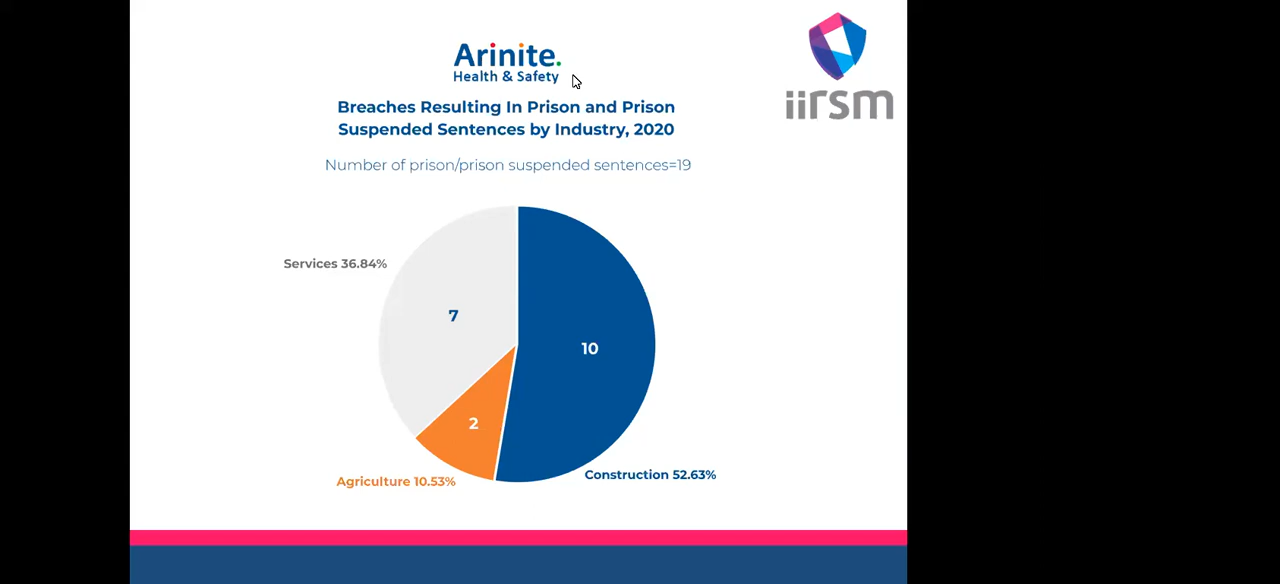 Arinite.
Health & Safety
iirsm
Breaches Resulting In Prison and Prison
Suspended Sentences by Industry, 2020
Number of prison/prison suspended sentences=19
Services 36.84%
7
10
2
Construction 52.63%
Agriculture 10.53%